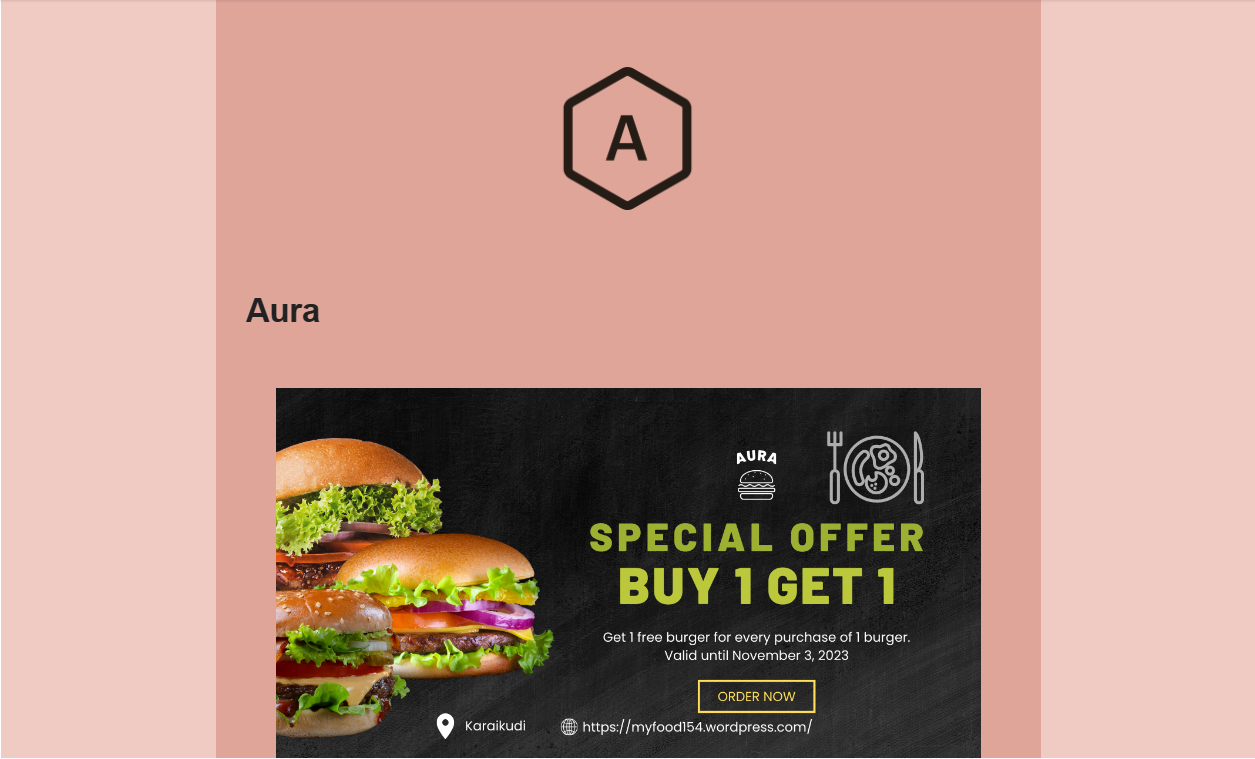 A
Aura
AURA
SPECIAL OFFER
BUY 1 GET 1
Get 1 free burger for every purchase of 1 burger.
Valid until November 3, 2023
ORDER NOW
Karaikudi
https://myfood154.wordpress.com/